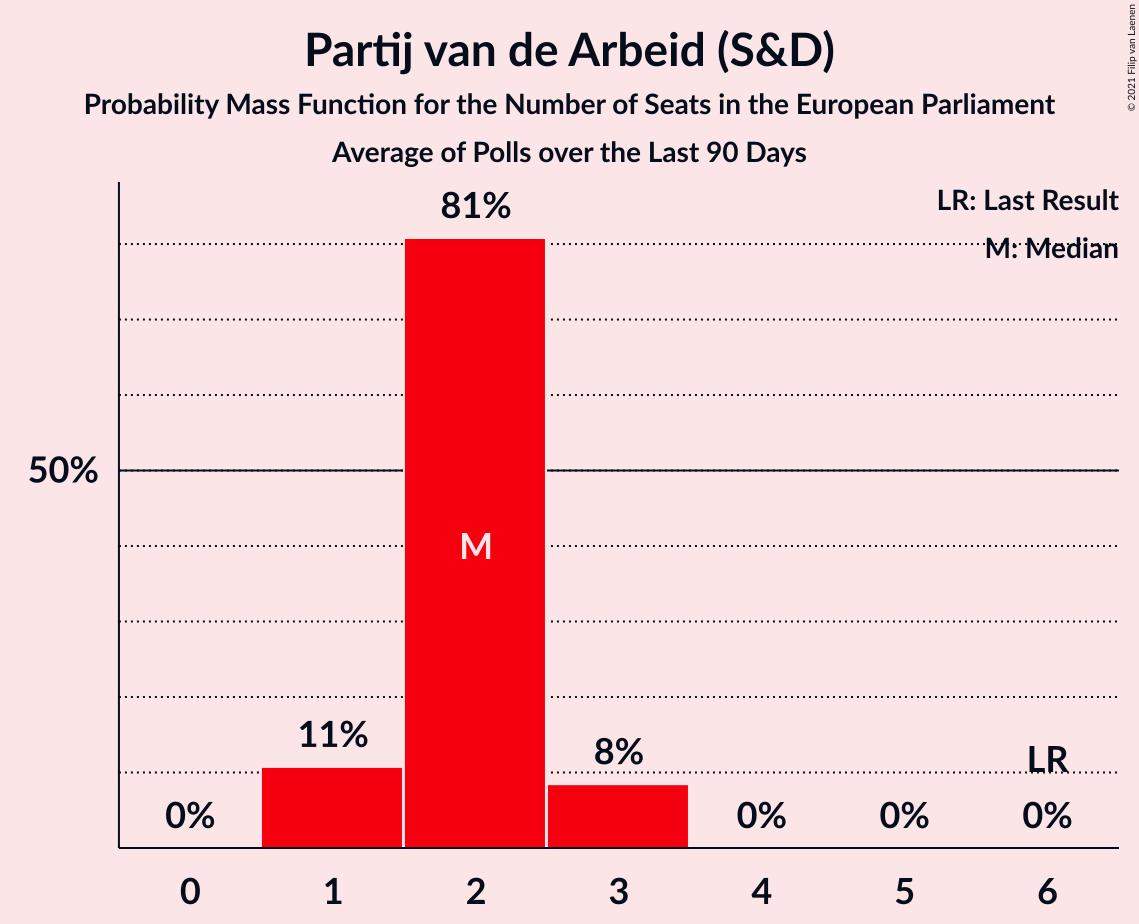 Partij van de Arbeid (S&D)
Probability Mass Function for the Number of Seats in the European Parliament
Average of Polls over the Last 90 Days
© 2021 Filip van Laenen
LR: Last Result
M: Median
81%
50%
M
11%
8%
LR
0%
0%
0%
0%
0
1
2
3
4
5
6